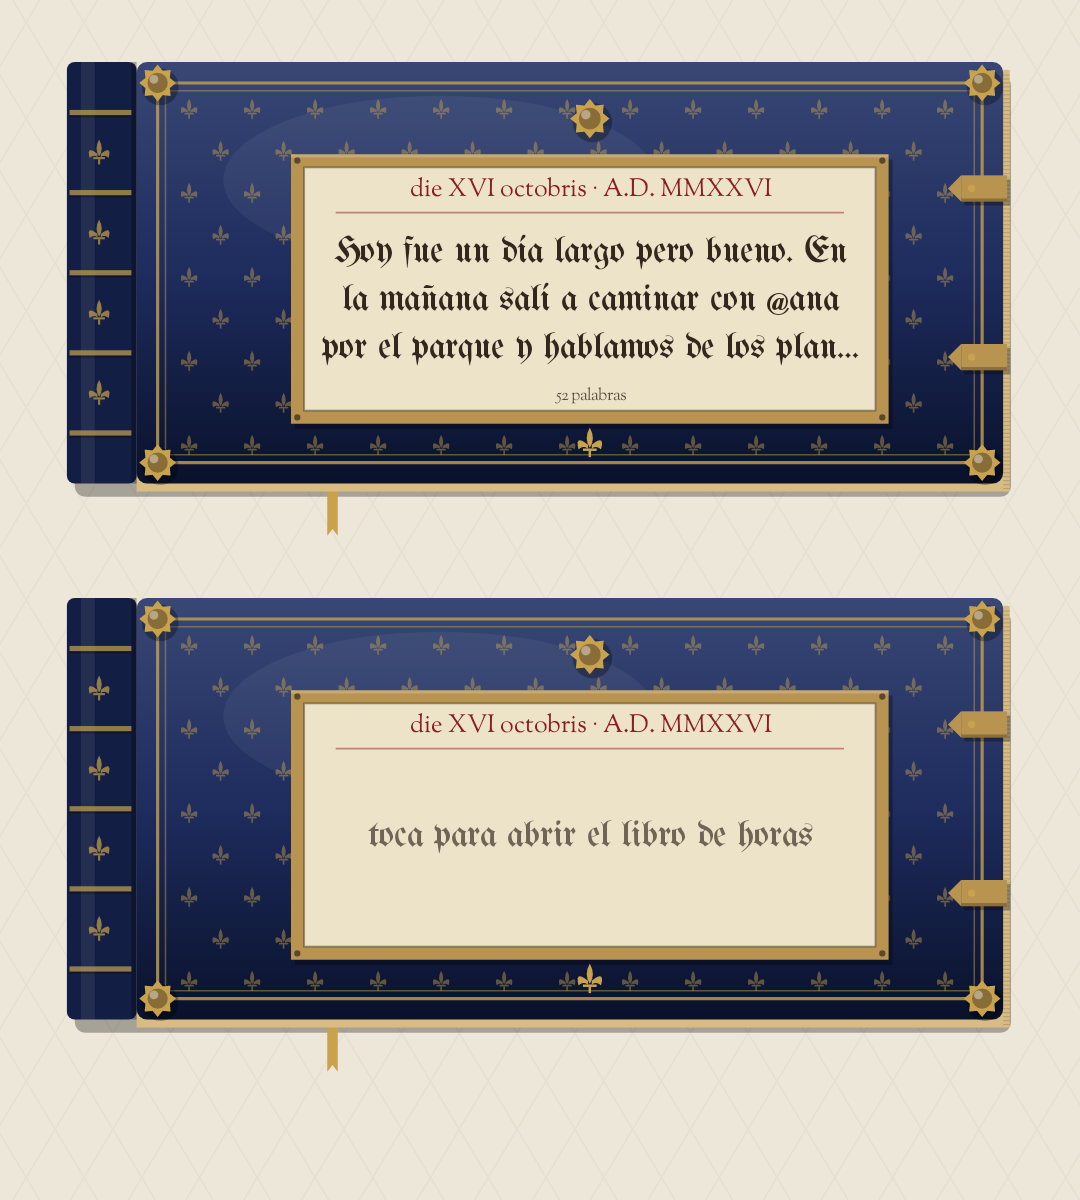 die XVI octobris · A.D. MMXXVI
Hoy fue un día largo pero bueno. En
la mañana salí a caminar con @ana
por el parque y hablamos de los plan...
52 palabras
die XVI octobris · A.D. MMXXVI
toca para abrir el libro de horas